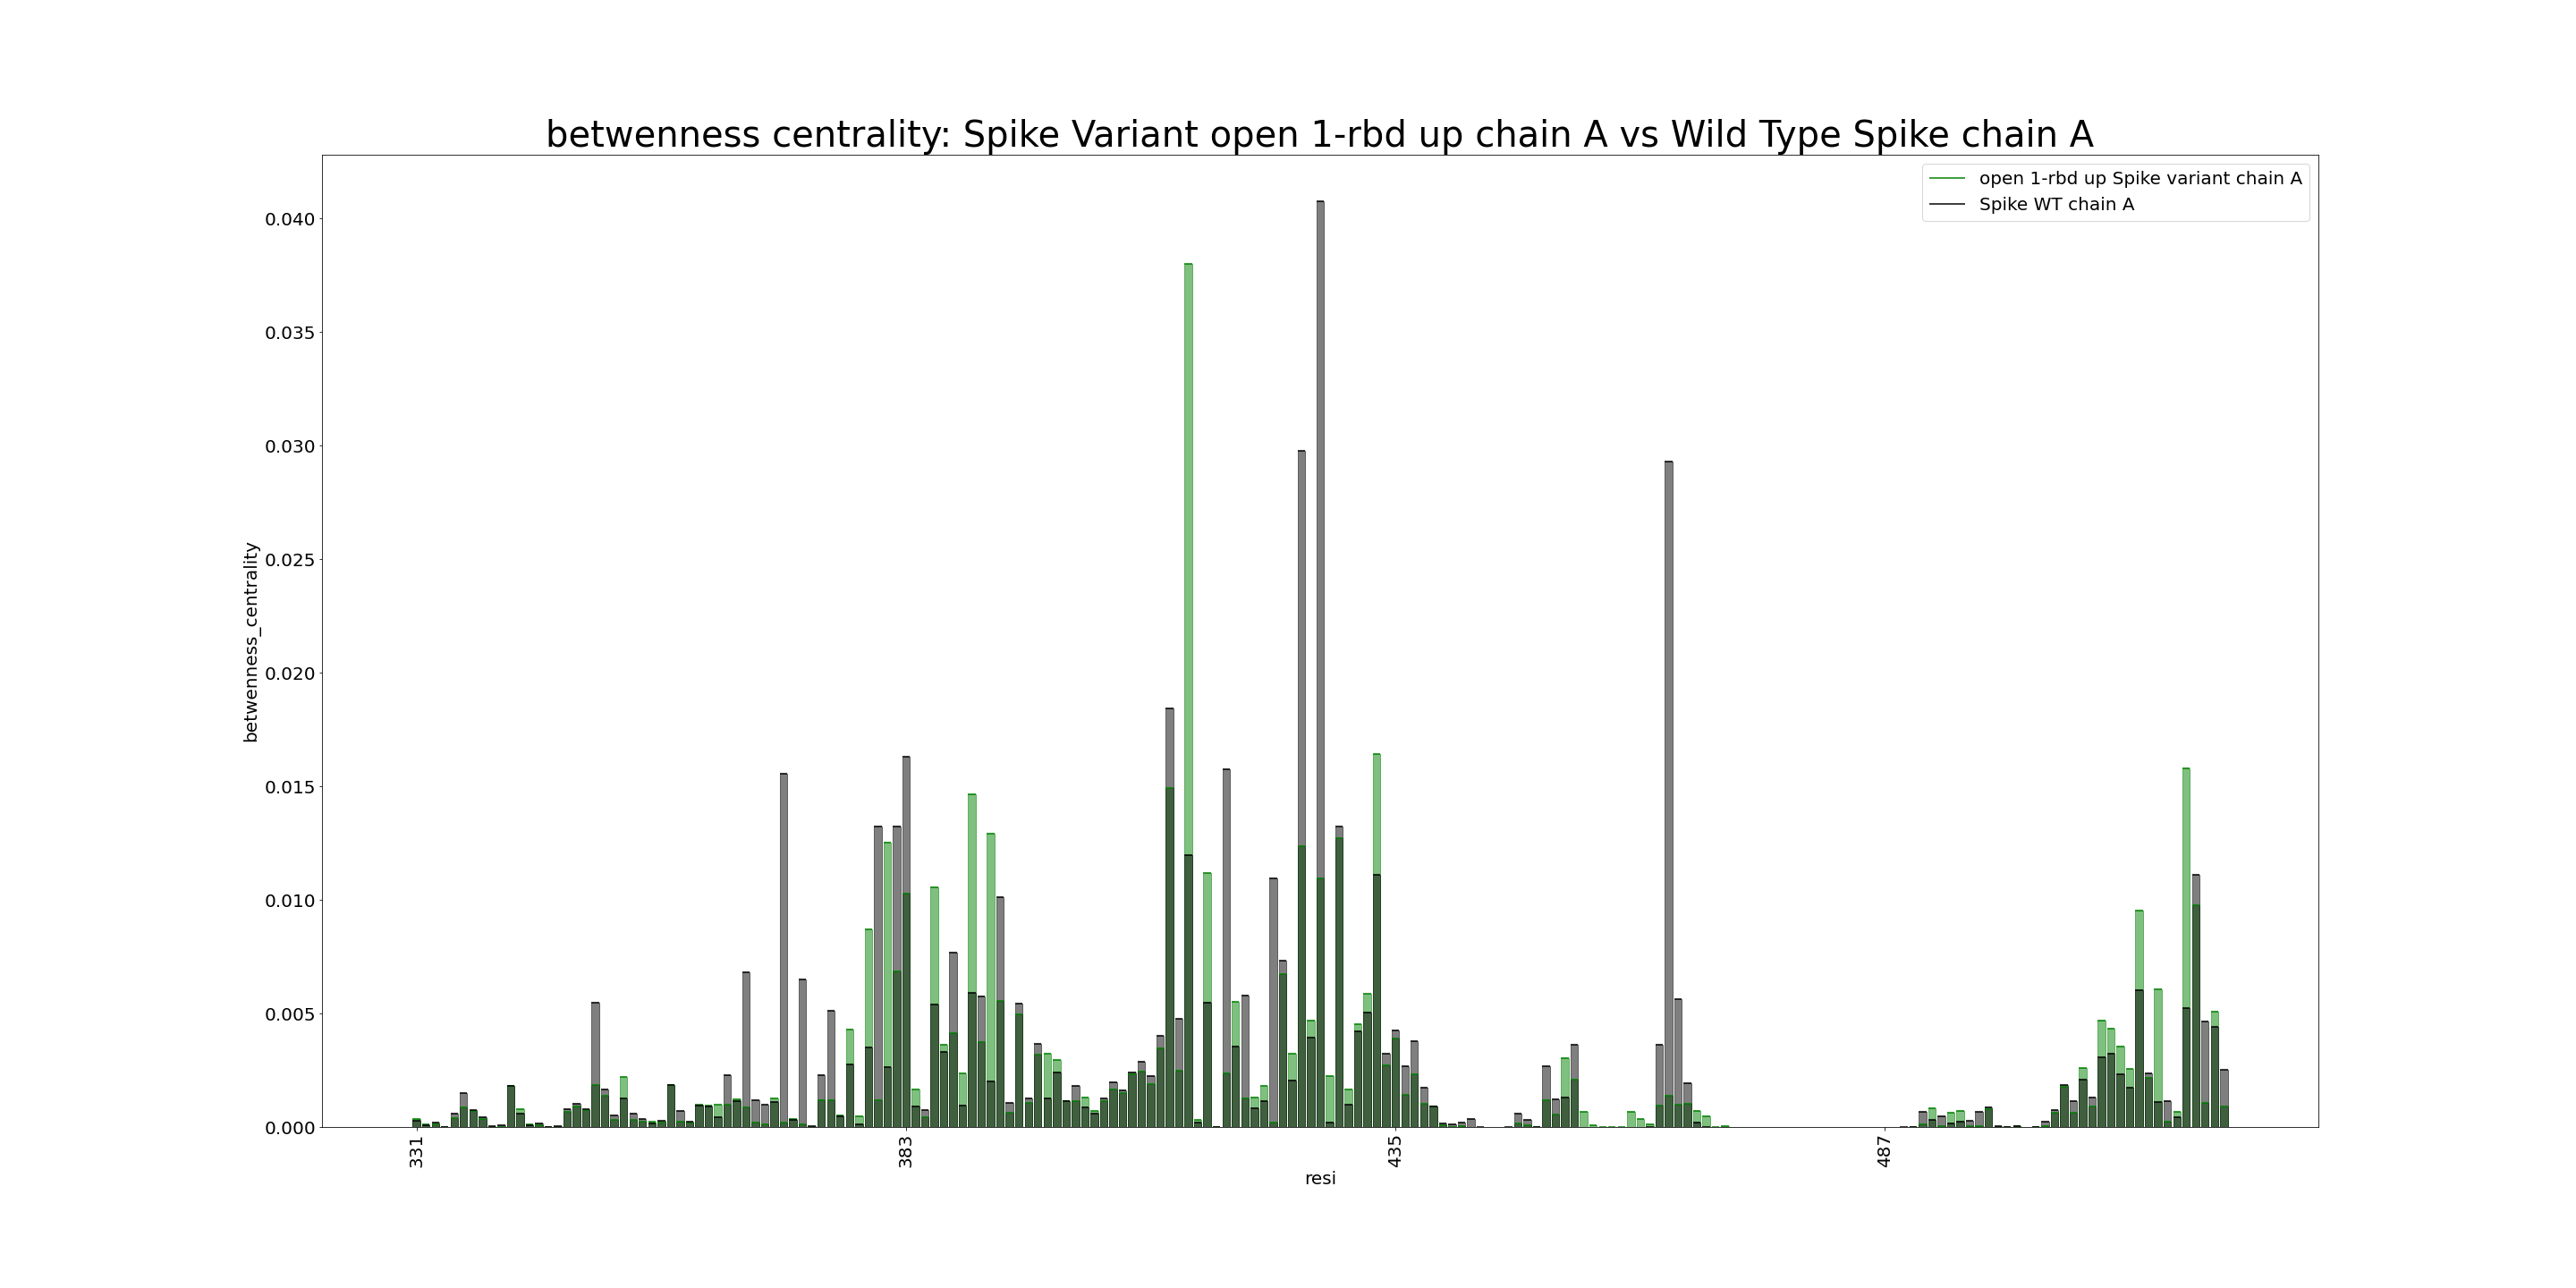 betwenness centrality: Spike Variant open 1-rbd up chain A vs Wild Type Spike chain A
open 1-rbd up Spike variant chain A
Spike WT chain A
0.040
0.035
0.030
0.025
0.020
0.015
0.010
0.005
0.000
betwenness_centrality
331
383
435
487
resi